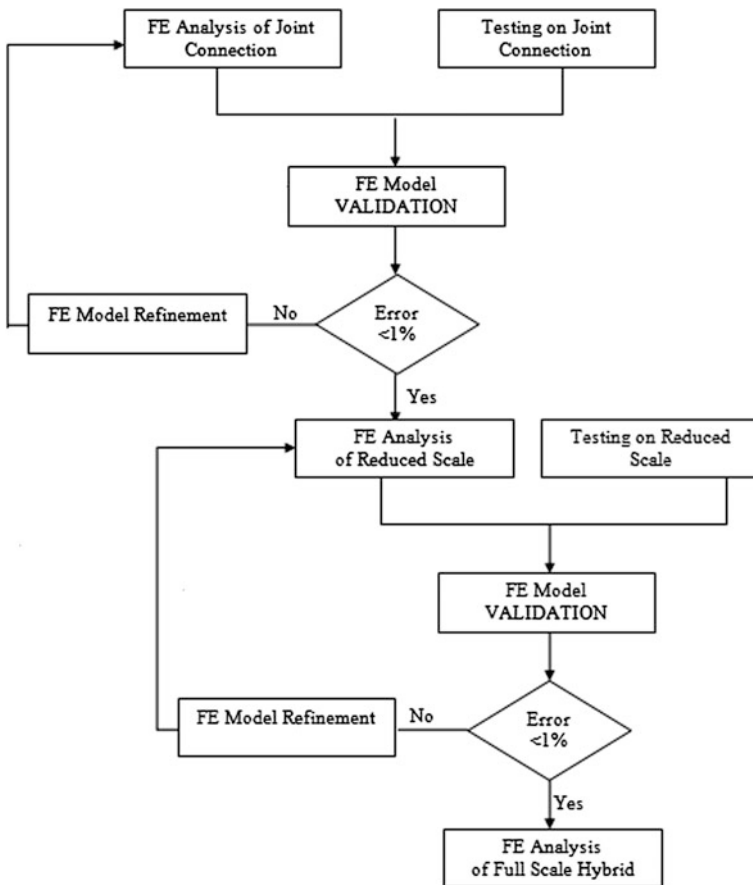 FE Analysis of Joint
Connection
Testing on Joint
Connection
FE Model
VALIDATION
FE Model Refinement
No
Error
<1%
Yes
FE Analysis
of Reduced Scale
Testing on Reduced
Scale
FE Model
VALIDATION
FE Model Refinement
No
Error
<1%
Yes
FE Analysis
of Full Scale Hybrid